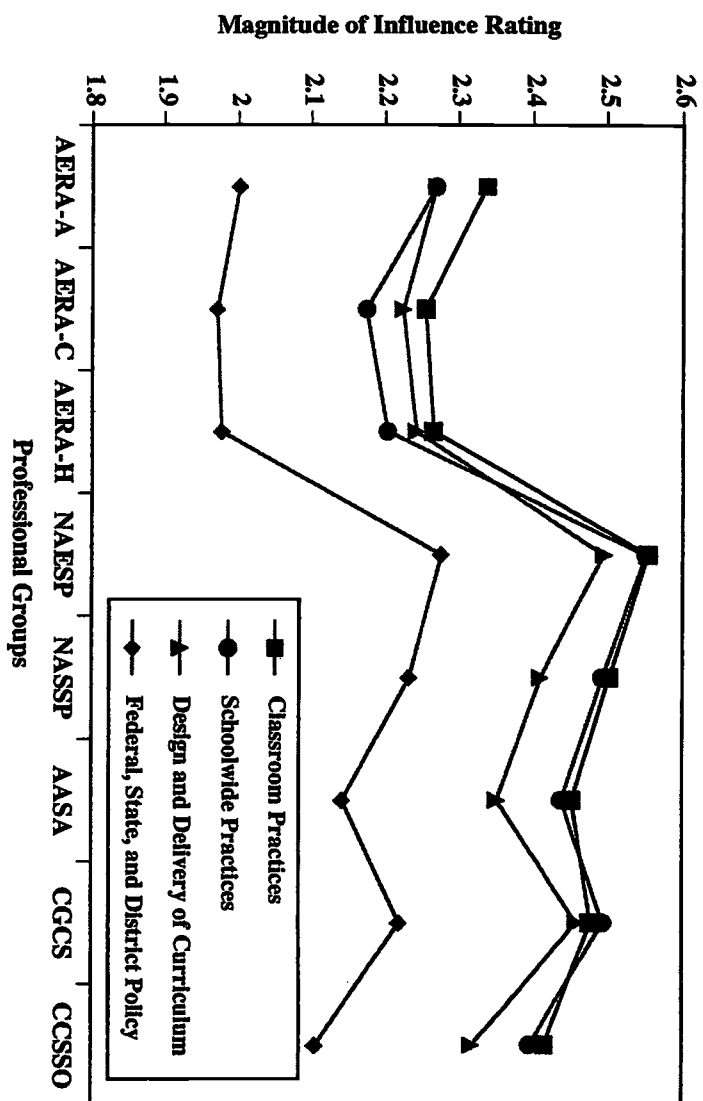 Magnitude of Influence Rating
2.6
2.5
2.4
2.3
2.2
2.1
2
1.9
1.8
AERA-A
AERA-C
AERA-H
NAESP
NASSP
AASA
CGCS
CCSSO
Professional Groups
Classroom Practices
Schoolwide Practices
Design and Delivery of Curriculum
Federal, State, and District Policy